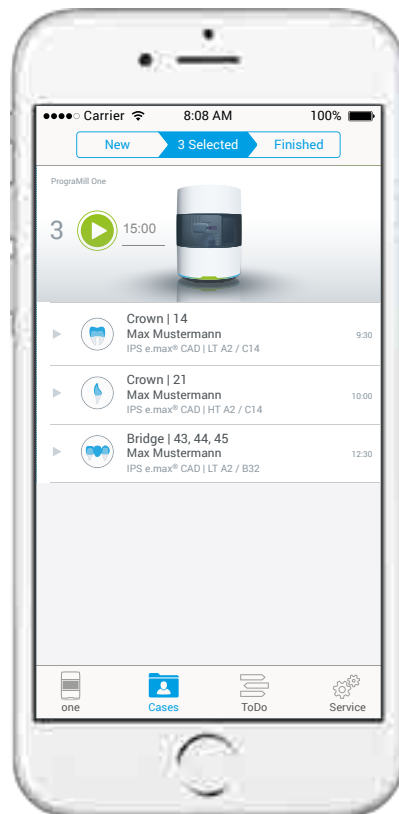 Carrier 8:08 AM 100%
New 3 Selected Finished
PrograMill One
3 15:00
Crown | 14
Max Mustermann 9:30
IPS e.max® CAD | LT A2 / C14
Crown | 21
Max Mustermann 10:00
IPS e.max® CAD | HT A2 / C14
Bridge | 43, 44, 45
Max Mustermann 12:30
IPS e.max® CAD | LT A2 / B32
one Cases ToDo Service